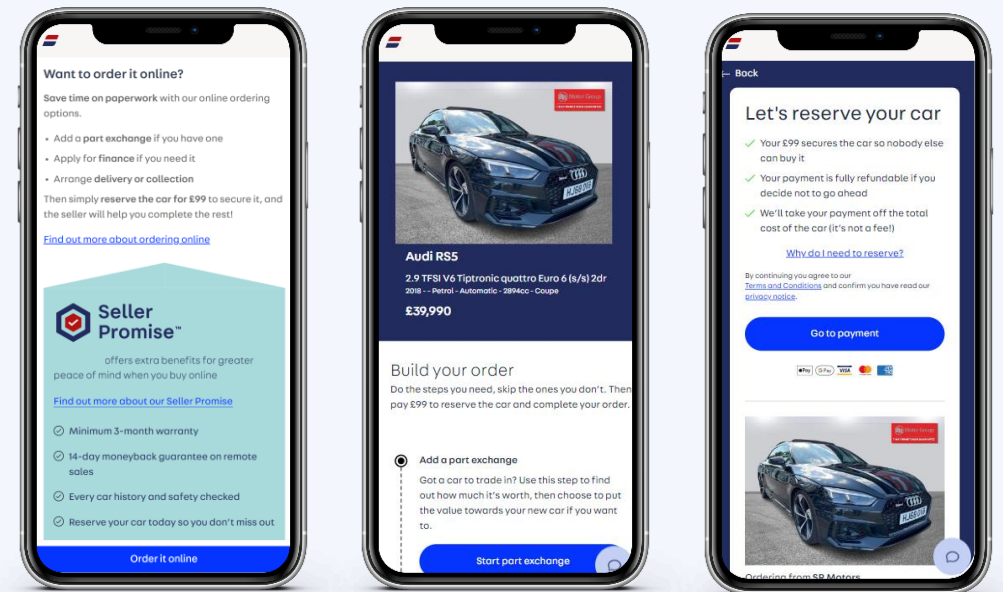 Want to order it online?
Save time on paperwork with our online ordering
options.
• Add a part exchange if you have one
• Apply for finance if you need it
• Arrange delivery or collection
Then simply reserve the car for £99 to secure it, and
the seller will help you complete the rest!
Find out more about ordering online
Seller
Promise™
offers extra benefits for greater
peace of mind when you buy online
Find out more about our Seller Promise
Minimum 3-month warranty
14-day moneyback guarantee on remote
sales
Every car history and safety checked
Reserve your car today so you don't miss out
Order it online
Motor Group
HJ68
Audi RS5
2.9 TFSI V6 Tiptronic quattro Euro 6 (s/s) 2dr
2018 - - Petrol - Automatic - 2894cc - Coupe
£39,990
Build your order
Do the steps you need, skip the ones you don't. Then
pay £99 to reserve the car and complete your order.
Add a part exchange
Got a car to trade in? Use this step to find
out how much it's worth, then choose to put
the value towards your new car if you want
to.
Start part exchange
← Back
Let's reserve your car
Your £99 secures the car so nobody else
can buy it
Your payment is fully refundable if you
decide not to go ahead
We'll take your payment off the total
cost of the car (it's not a fee!)
Why do I need to reserve?
By continuing you agree to our
Terms and Conditions and confirm you have read our
privacy notice.
Go to payment
Pay G Pay VISA
Motor Group
HJ68
Ordering from SP Motors